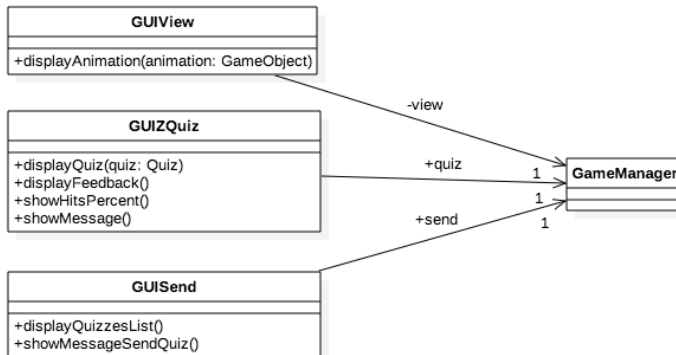 GUIView
+displayAnimation(animation: GameObject)
-view
GUIZQuiz
+displayQuiz(quiz: Quiz)
+displayFeedback()
+showHitsPercent()
+showMessage()
+quiz
1
GameManager
1
+send
1
GUISend
+displayQuizzesList()
+showMessageSendQuiz()